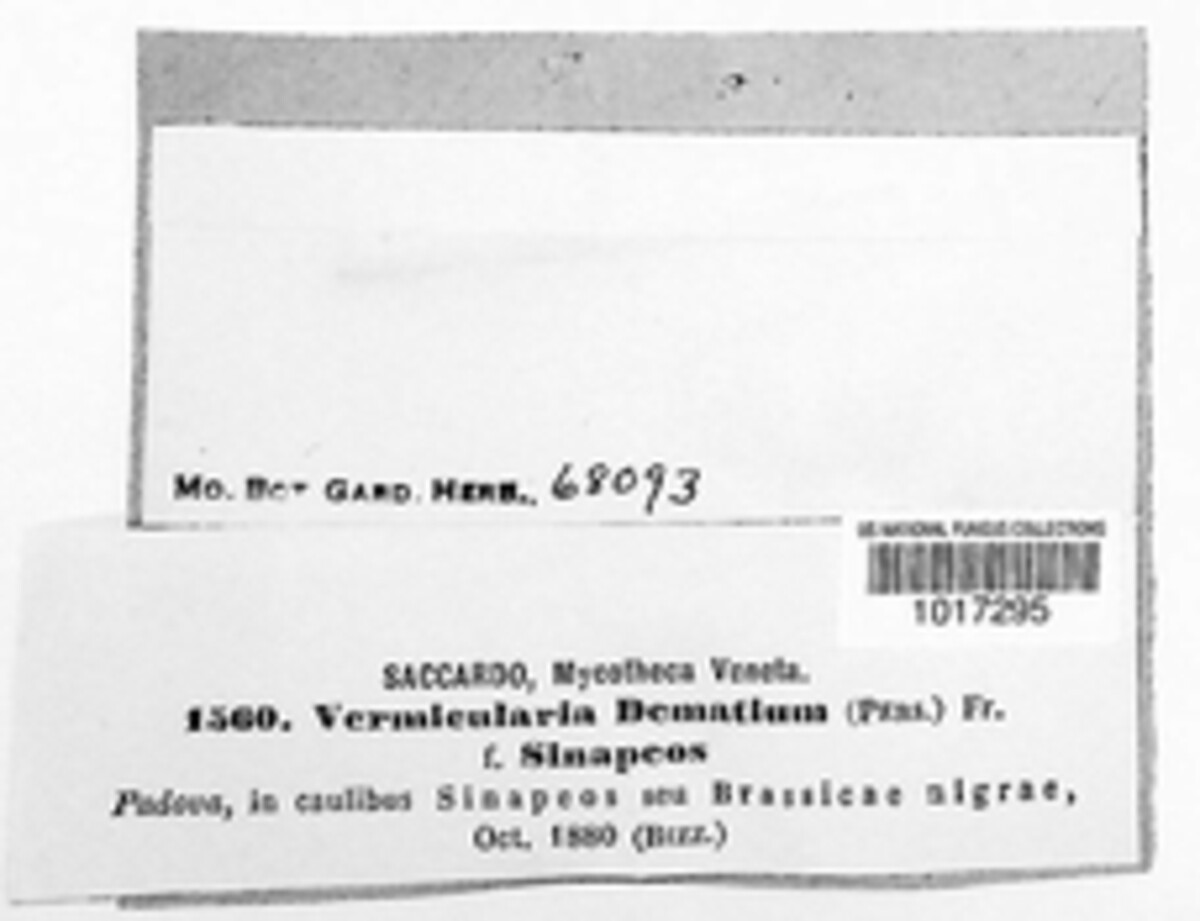 Mo. Bot Gard. Herb., 68093
US NATIONAL FUNGUS COLLECTIONS
1017295
SACCARDO, Mycotheca Veneta.
1560. Vermicularia Dematium (Pers.) Fr.
f. Sinapeos
Padova, in caulibus Sinapeos seu Brassicae nigrae,
Oct. 1880 (Bizz.)